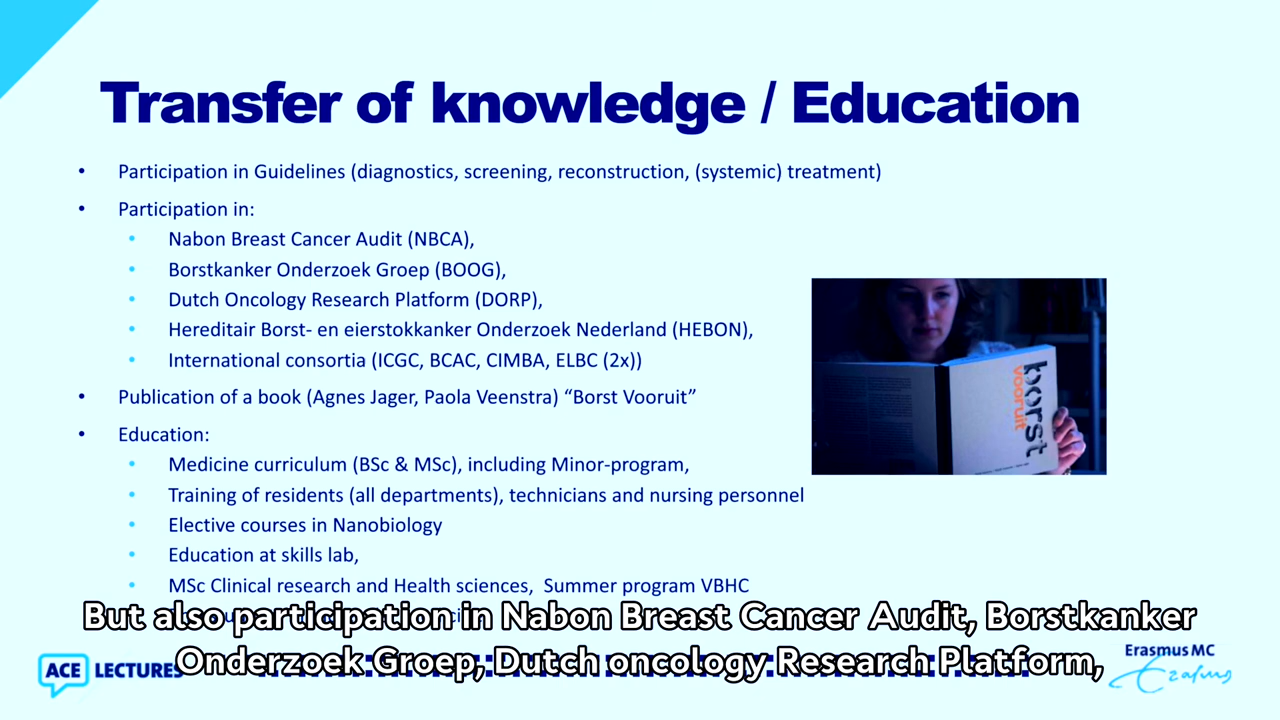 Transfer of knowledge / Education
• Participation in Guidelines (diagnostics, screening, reconstruction, (systemic) treatment)
• Participation in:
• Nabon Breast Cancer Audit (NBCA),
• Borstkanker Onderzoek Groep (BOOG),
• Dutch Oncology Research Platform (DORP),
• Hereditair Borst- en eierstokkanker Onderzoek Nederland (HEBON),
• International consortia (ICGC, BCAC, CIMBA, ELBC (2x))
• Publication of a book (Agnes Jager, Paola Veenstra) “Borst Vooruit”
borst
vooruit
• Education:
• Medicine curriculum (BSc & MSc), including Minor-program,
• Training of residents (all departments), technicians and nursing personnel
• Elective courses in Nanobiology
• Education at skills lab,
• MSc Clinical research and Health sciences, Summer program VBHC
But also participation in Nabon Breast Cancer Audit, Borstkanker
Onderzoek Groep, Dutch oncology Research Platform,
ACE LECTURES
Erasmus MC
Erasmus